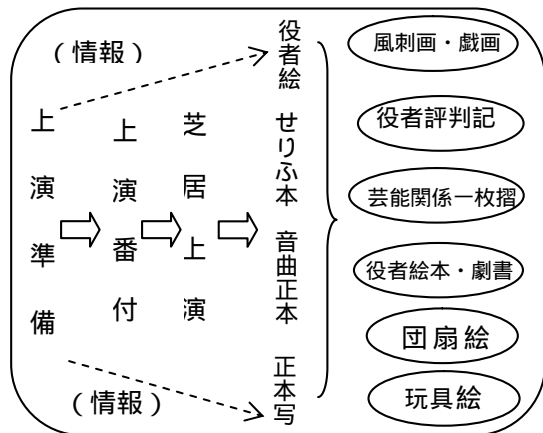 （情報）
上演準備
上演番付
芝居上演
役者絵
せりふ本
音曲正本
正本写
（情報）
風刺画・戯画
役者評判記
芸能関係一枚摺
役者絵本・劇書
団扇絵
玩具絵